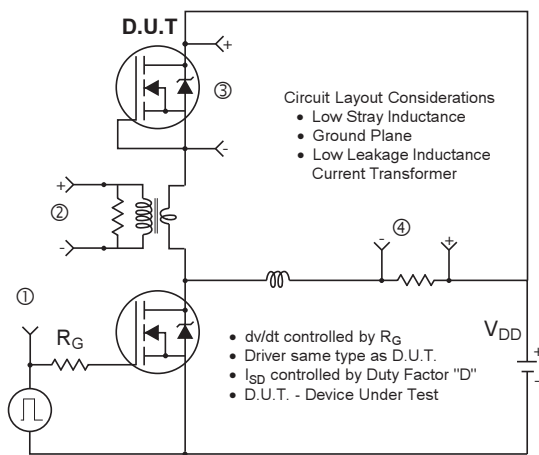 D.U.T
+
③
-
Circuit Layout Considerations
• Low Stray Inductance
• Ground Plane
• Low Leakage Inductance
Current Transformer
+
②
-
- ④ +
①
R_G
V_DD
+
-
• dv/dt controlled by R_G
• Driver same type as D.U.T.
• I_SD controlled by Duty Factor "D"
• D.U.T. - Device Under Test